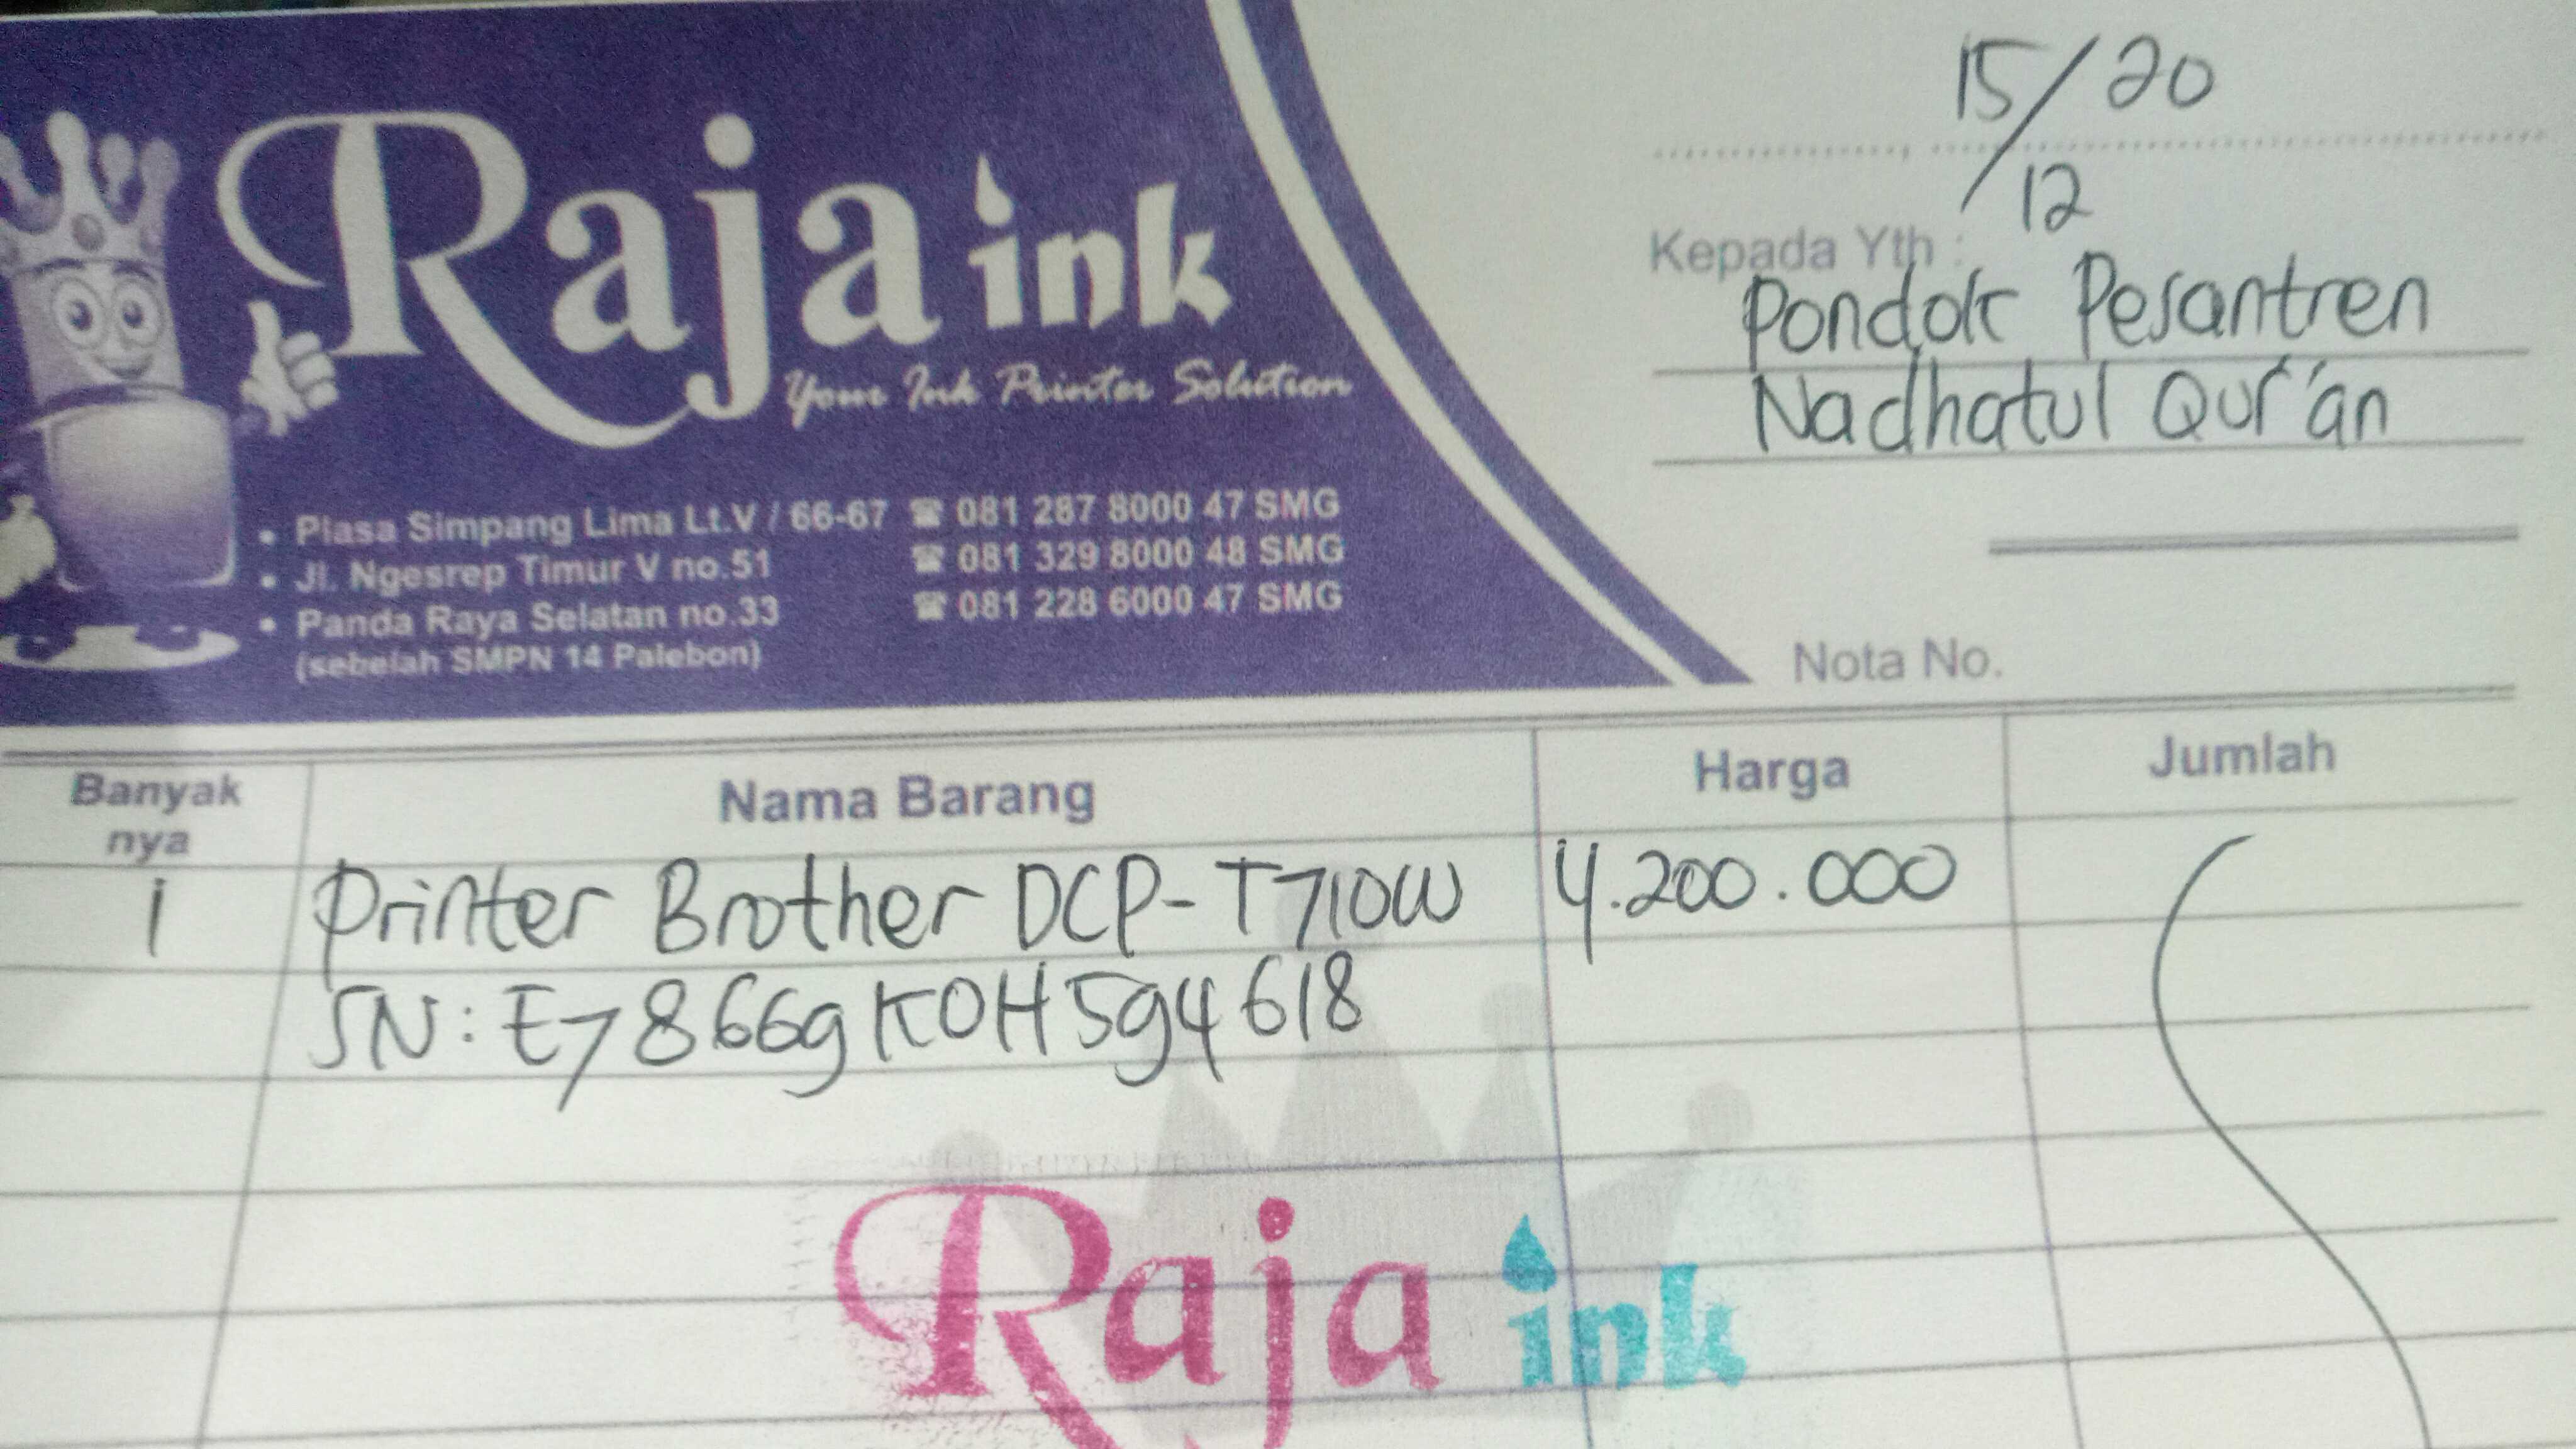 Raja ink
Your Ink Printer Solution
• Plasa Simpang Lima Lt.V / 66-67 ☎ 081 287 8000 47 SMG
• Jl. Ngesrep Timur V no.51 ☎ 081 329 8000 48 SMG
• Panda Raya Selatan no.33 ☎ 081 228 6000 47 SMG
(sebelah SMPN 14 Palebon)
15/12 20
Kepada Yth :
Pondok Pesantren
Nadhatul Qur'an
Nota No.
Banyak nya Nama Barang Harga Jumlah
1 Printer Brother DCP-T710W 4.200.000
SN: E78669K0H594618
Raja ink